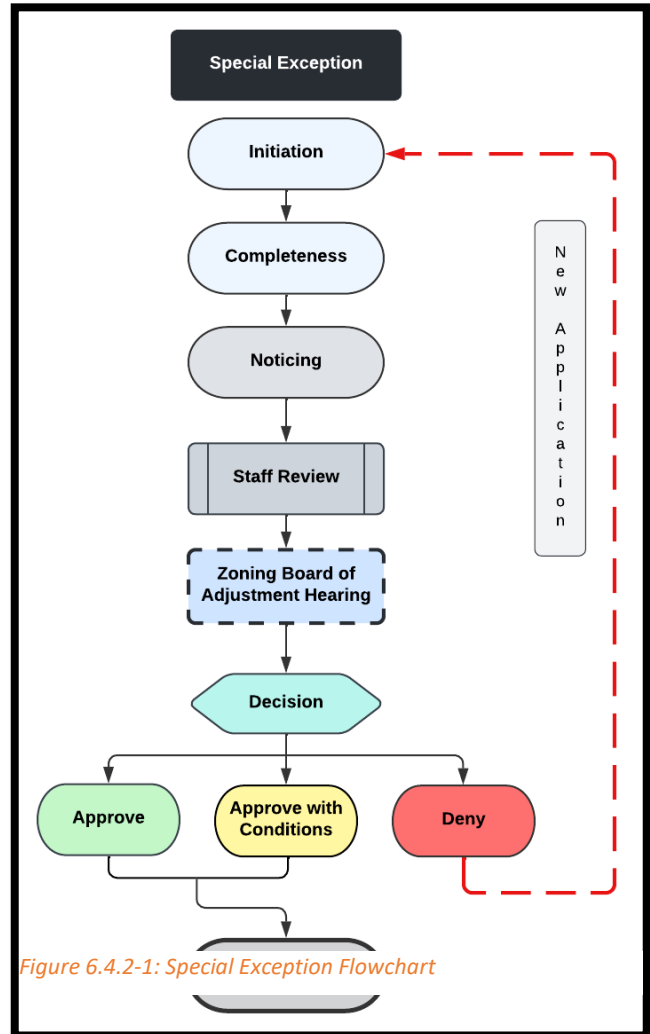 Special Exception
Initiation
Completeness
Noticing
Staff Review
Zoning Board of
Adjustment Hearing
Decision
Approve
Approve with
Conditions
Deny
New Application
Figure 6.4.2-1: Special Exception Flowchart